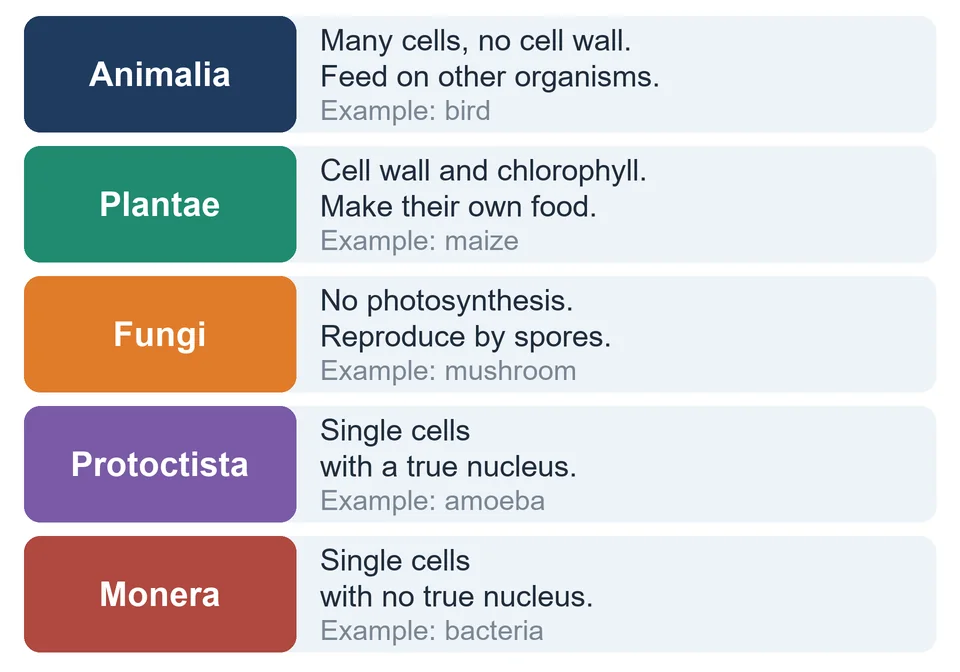 Animalia
Many cells, no cell wall.
Feed on other organisms.
Example: bird
Plantae
Cell wall and chlorophyll.
Make their own food.
Example: maize
Fungi
No photosynthesis.
Reproduce by spores.
Example: mushroom
Protoctista
Single cells
with a true nucleus.
Example: amoeba
Monera
Single cells
with no true nucleus.
Example: bacteria